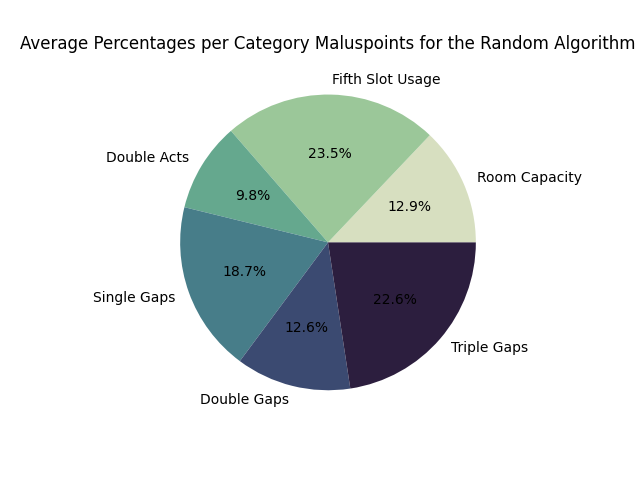 Average Percentages per Category Maluspoints for the Random Algorithm
Fifth Slot Usage
Double Acts
23.5%
Room Capacity
9.8%
12.9%
18.7%
Single Gaps
22.6%
12.6%
Triple Gaps
Double Gaps